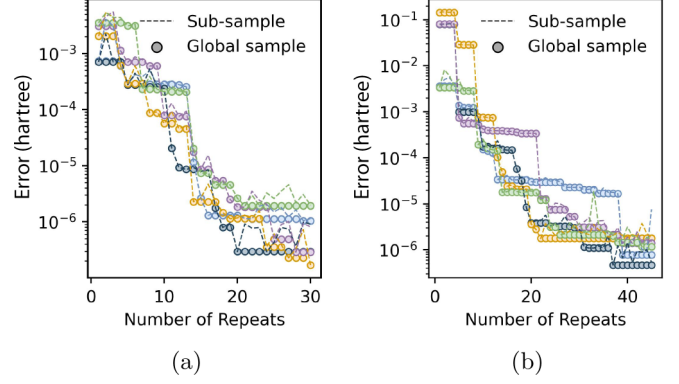 Error (hartree)
10⁻³
10⁻⁴
10⁻⁵
10⁻⁶
Sub-sample
Global sample
0 10 20 30
Number of Repeats
(a)
Error (hartree)
10⁻¹
10⁻²
10⁻³
10⁻⁴
10⁻⁵
10⁻⁶
Sub-sample
Global sample
0 20 40
Number of Repeats
(b)